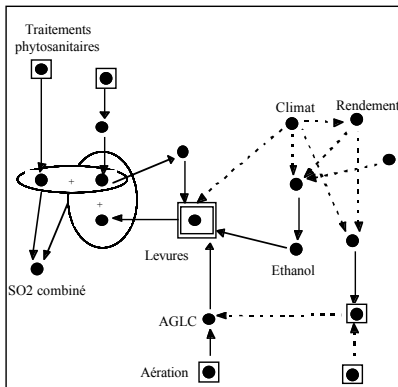 Traitements
phytosanitaires
Climat
Rendement
+
+
Levures
Ethanol
SO2 combiné
AGLC
Aération